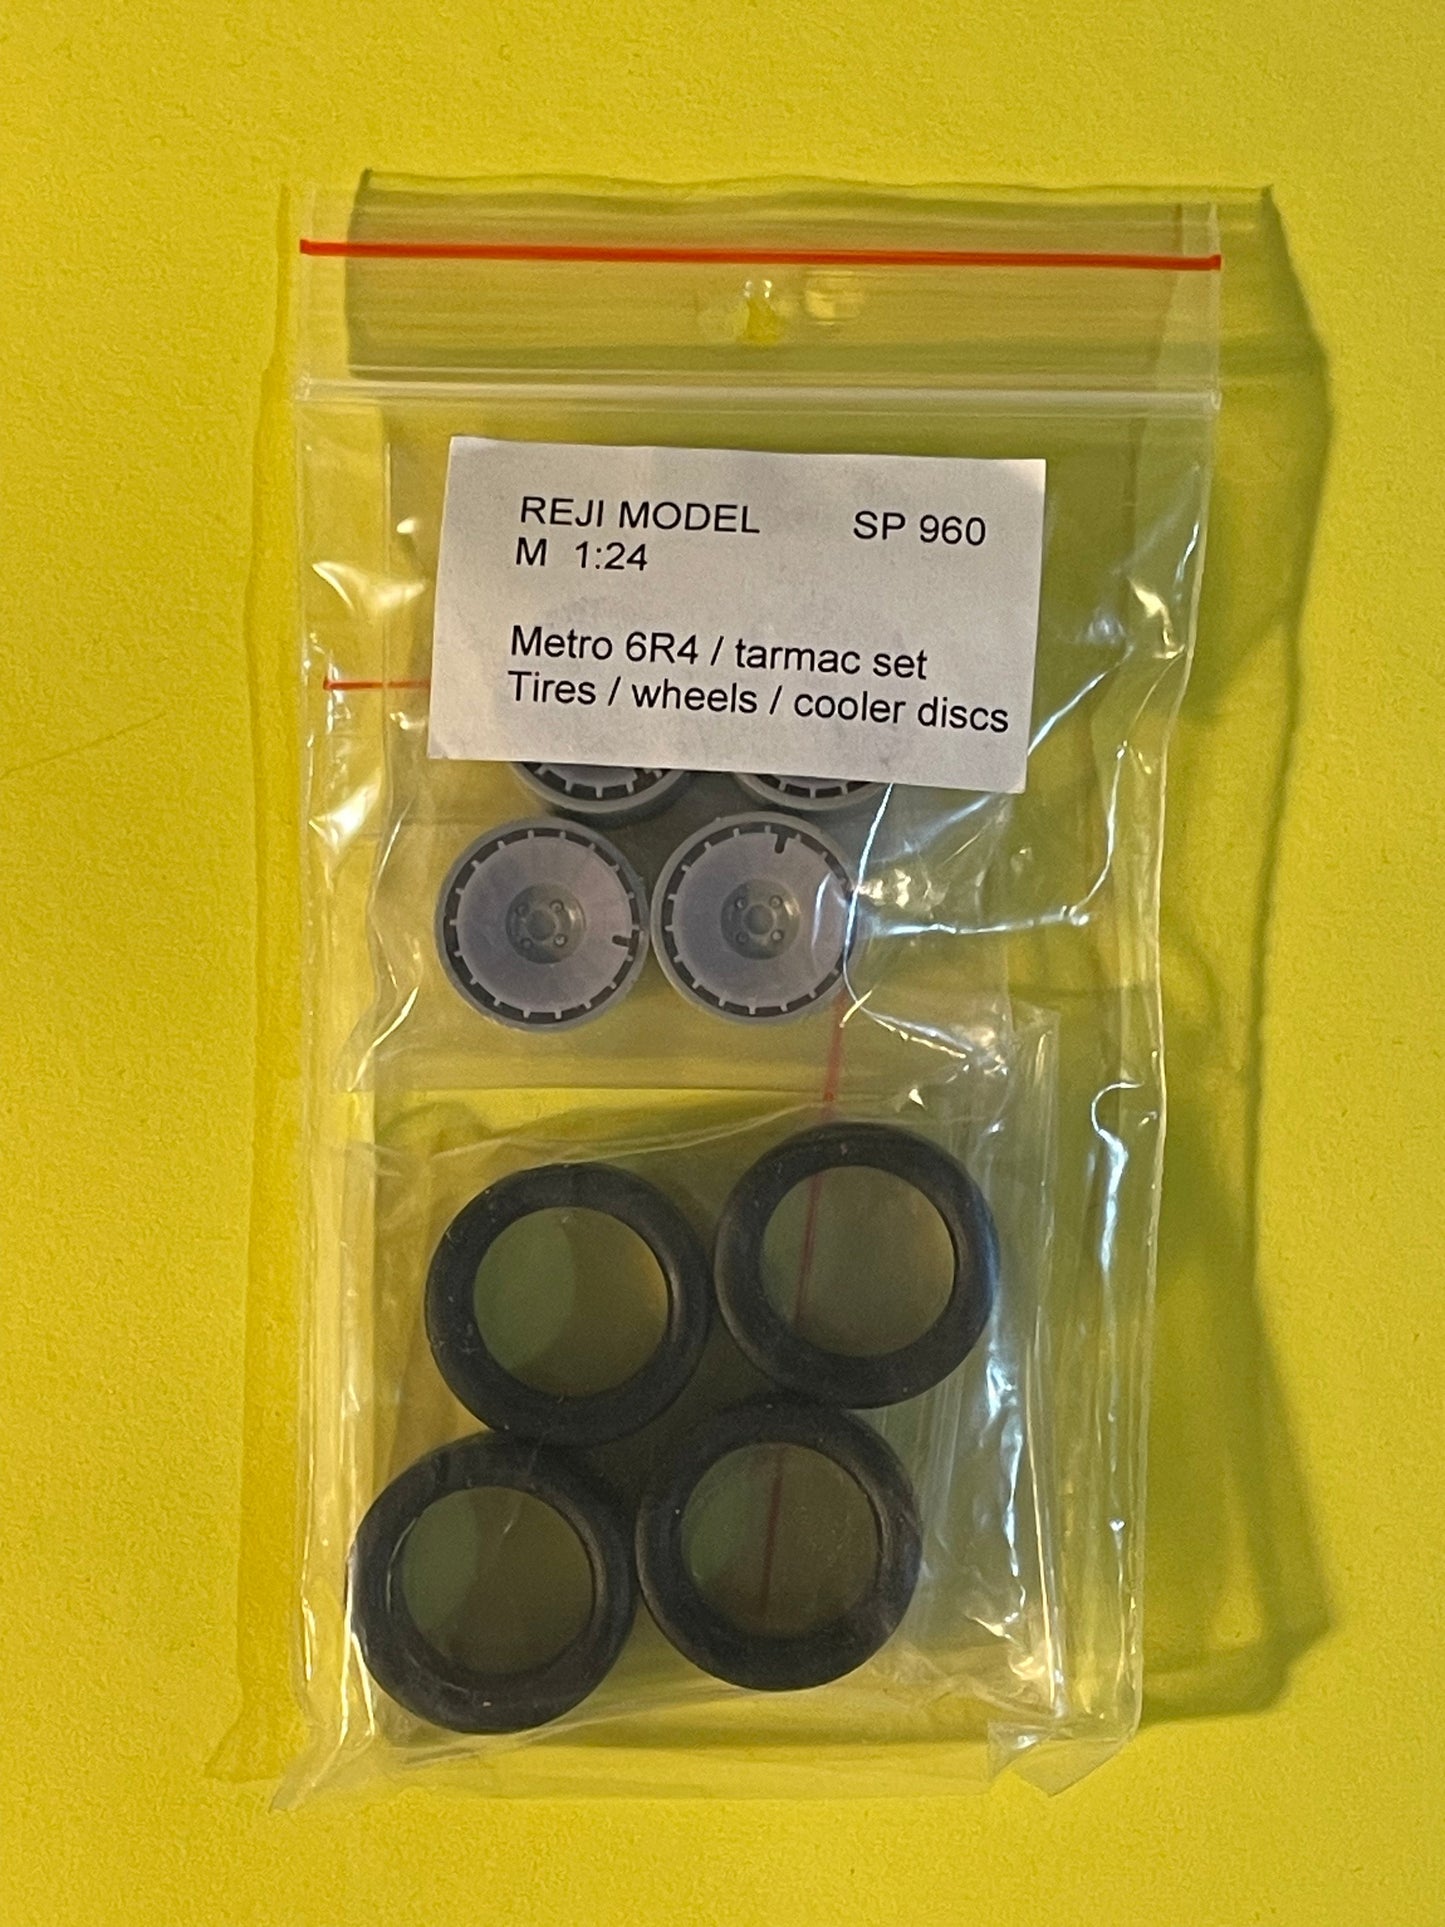 REJI MODEL SP 960
M 1:24
Metro 6R4 / tarmac set
Tires / wheels / cooler discs